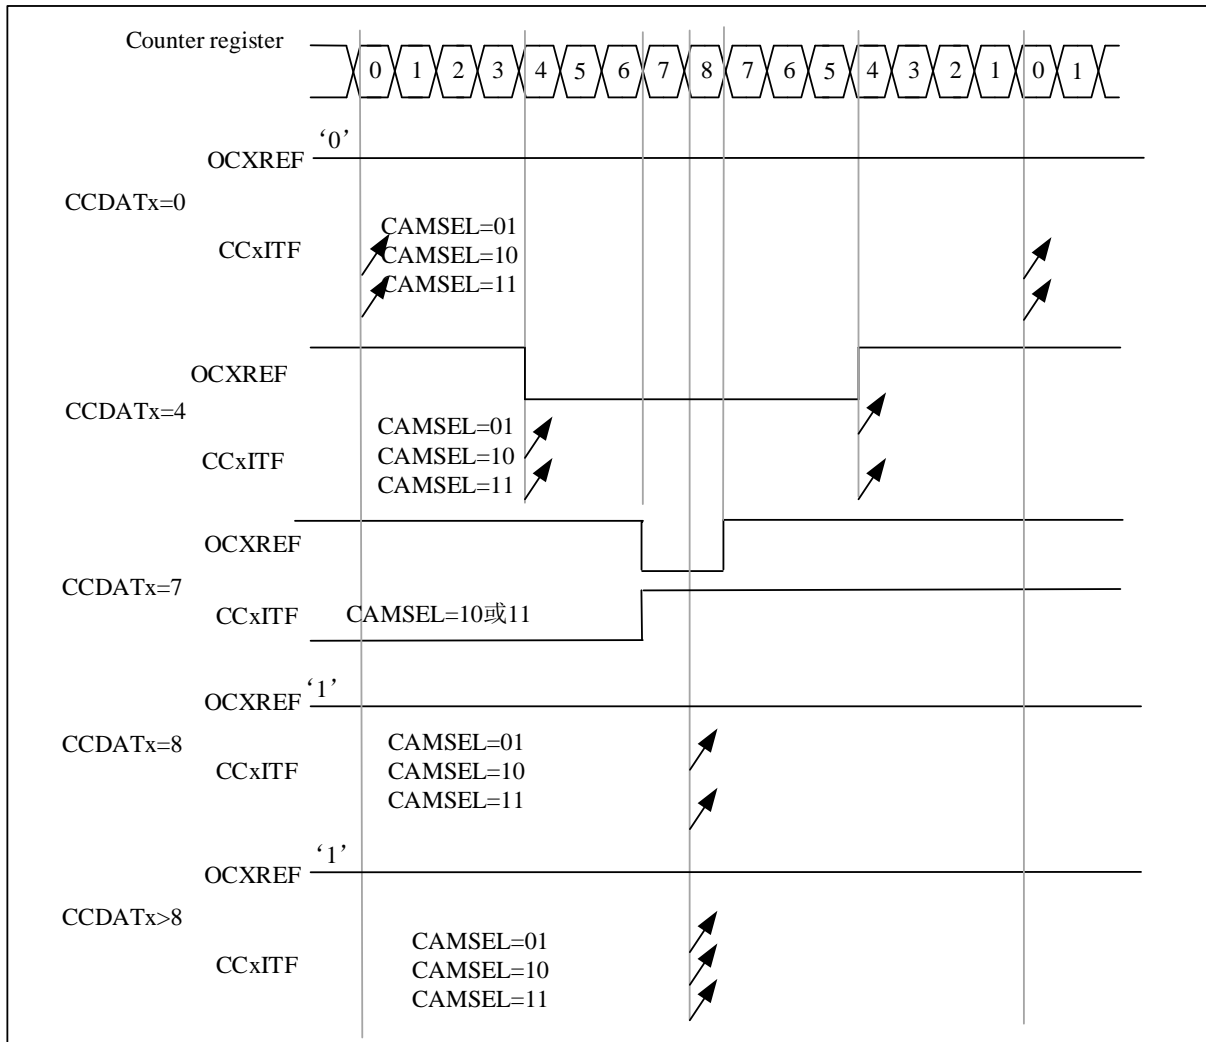 Counter register
0 1 2 3 4 5 6 7 8 7 6 5 4 3 2 1 0 1
‘0’
OCXREF
CCDATx=0
CAMSEL=01
CCxITF
CAMSEL=10
CAMSEL=11
OCXREF
CCDATx=4
CAMSEL=01
CCxITF
CAMSEL=10
CAMSEL=11
OCXREF
CCDATx=7
CCxITF
CAMSEL=10或11
‘1’
OCXREF
CCDATx=8
CAMSEL=01
CCxITF
CAMSEL=10
CAMSEL=11
‘1’
OCXREF
CCDATx>8
CAMSEL=01
CCxITF
CAMSEL=10
CAMSEL=11